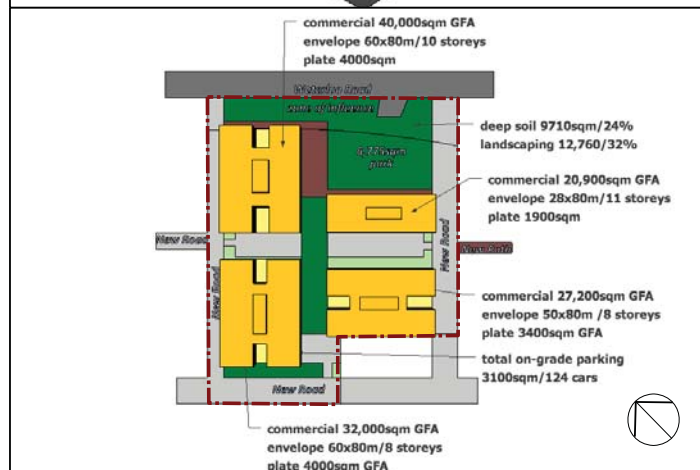 commercial 40,000sqm GFA
envelope 60x80m/10 storeys
plate 4000sqm
Waterloo Road
zone of influence
deep soil 9710sqm/24%
landscaping 12,760/32%
park
commercial 20,900sqm GFA
envelope 28x80m/11 storeys
plate 1900sqm
New Road
New Road
New Road
commercial 27,200sqm GFA
envelope 50x80m /8 storeys
plate 3400sqm GFA
total on-grade parking
3100sqm/124 cars
New Road
commercial 32,000sqm GFA
envelope 60x80m/8 storeys
plate 4000sqm GFA